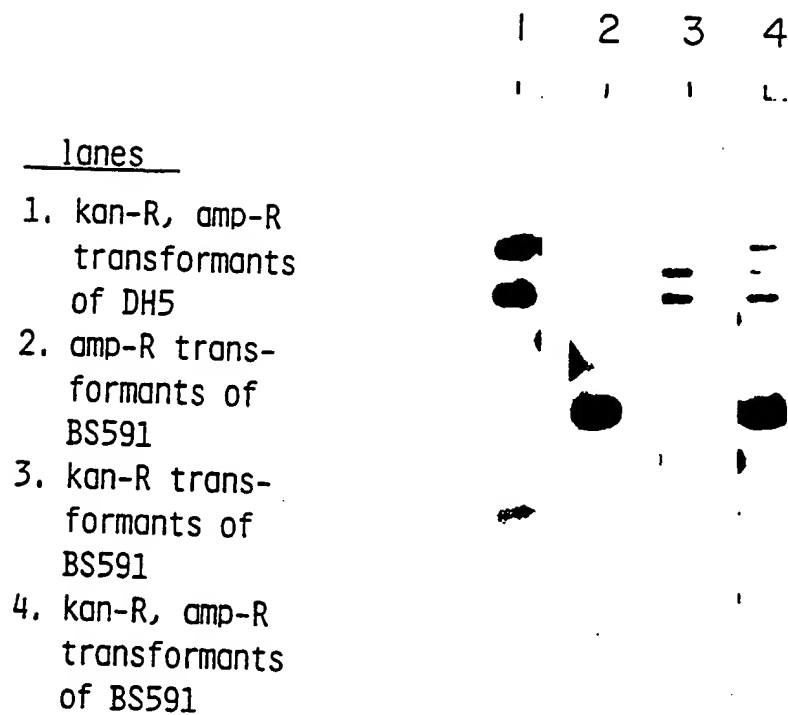 1 2 3 4
lanes
1. kan-R, amp-R
transformants
of DH5
2. amp-R trans-
formants of
BS591
3. kan-R trans-
formants of
BS591
4. kan-R, amp-R
transformants
of BS591